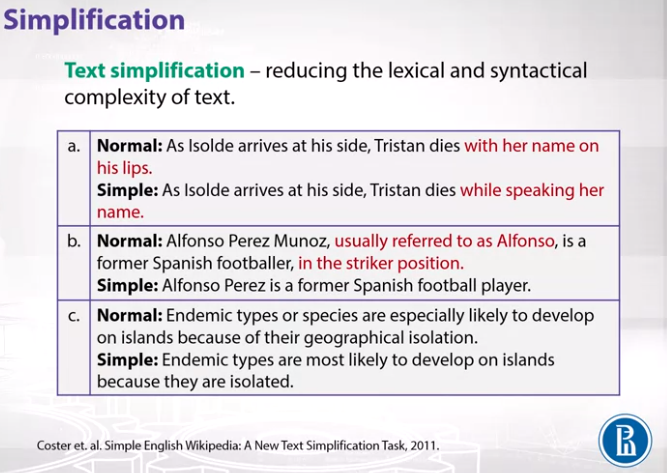 Simplification
Text simplification – reducing the lexical and syntactical
complexity of text.
a. Normal: As Isolde arrives at his side, Tristan dies with her name on
his lips.
Simple: As Isolde arrives at his side, Tristan dies while speaking her
name.
b. Normal: Alfonso Perez Munoz, usually referred to as Alfonso, is a
former Spanish footballer, in the striker position.
Simple: Alfonso Perez is a former Spanish football player.
c. Normal: Endemic types or species are especially likely to develop
on islands because of their geographical isolation.
Simple: Endemic types are most likely to develop on islands
because they are isolated.
Coster et. al. Simple English Wikipedia: A New Text Simplification Task, 2011.